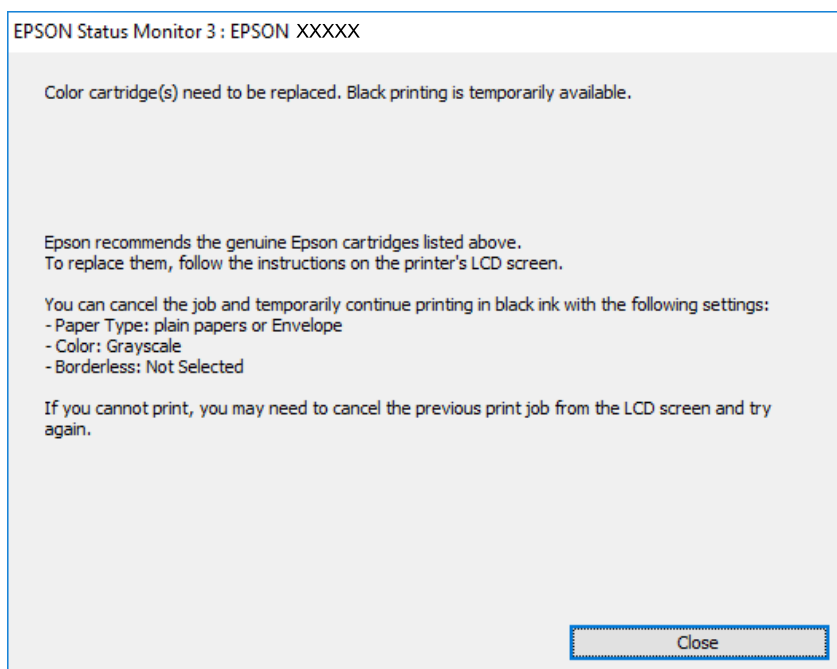 EPSON Status Monitor 3 : EPSON XXXXX
Color cartridge(s) need to be replaced. Black printing is temporarily available.
Epson recommends the genuine Epson cartridges listed above.
To replace them, follow the instructions on the printer's LCD screen.
You can cancel the job and temporarily continue printing in black ink with the following settings:
- Paper Type: plain papers or Envelope
- Color: Grayscale
- Borderless: Not Selected
If you cannot print, you may need to cancel the previous print job from the LCD screen and try
again.
Close